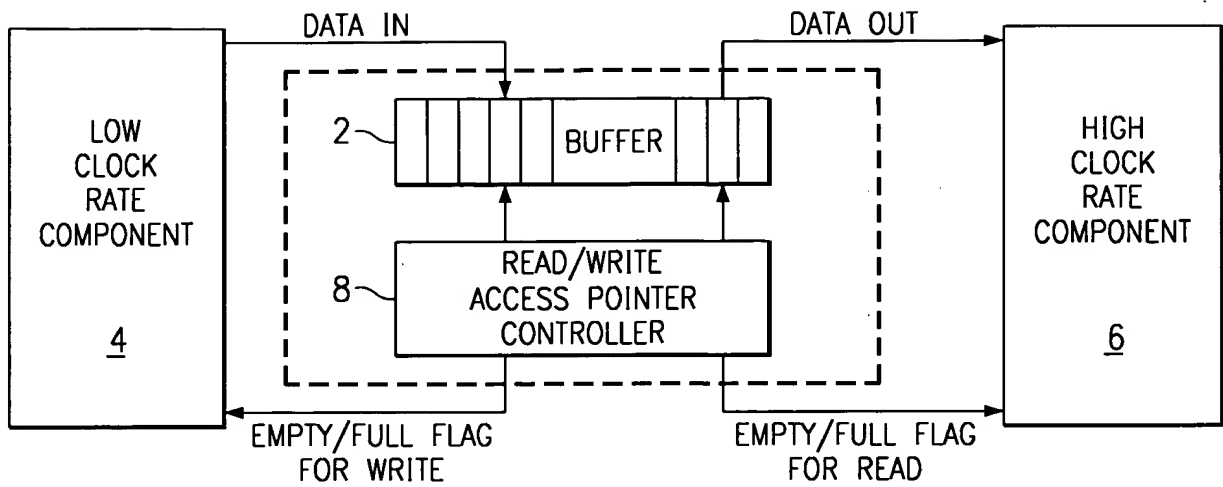 DATA IN
DATA OUT
LOW
CLOCK
RATE
COMPONENT
4
2
BUFFER
8
READ/WRITE
ACCESS POINTER
CONTROLLER
HIGH
CLOCK
RATE
COMPONENT
6
EMPTY/FULL FLAG
FOR WRITE
EMPTY/FULL FLAG
FOR READ